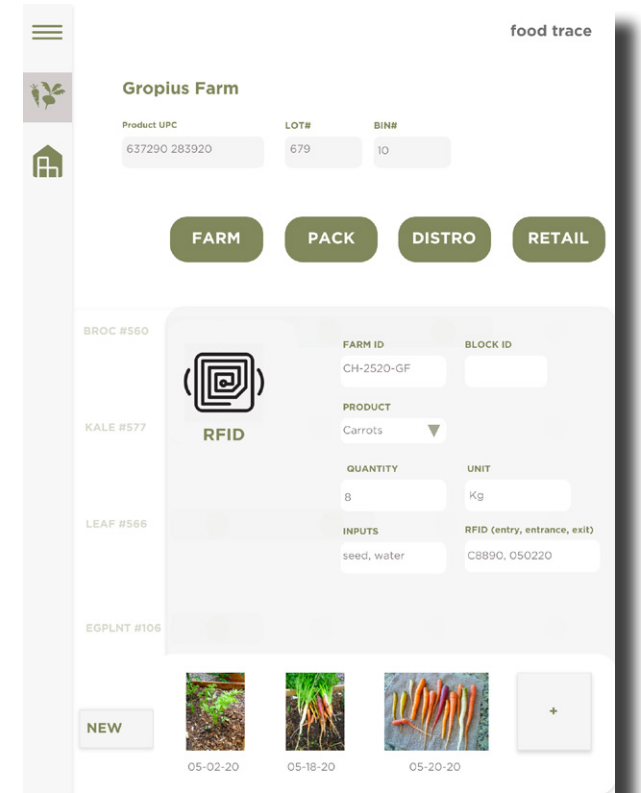 food trace
Gropius Farm
Product UPC LOT# BIN#
637290 283920 679 10
FARM PACK DISTRO RETAIL
BROC #560
FARM ID BLOCK ID
CH-2520-GF
PRODUCT
KALE #577 RFID Carrots
QUANTITY UNIT
8 Kg
LEAF #566 INPUTS RFID (entry, entrance, exit)
seed, water C8890, 050220
EGPLNT #106
NEW +
05-02-20 05-18-20 05-20-20